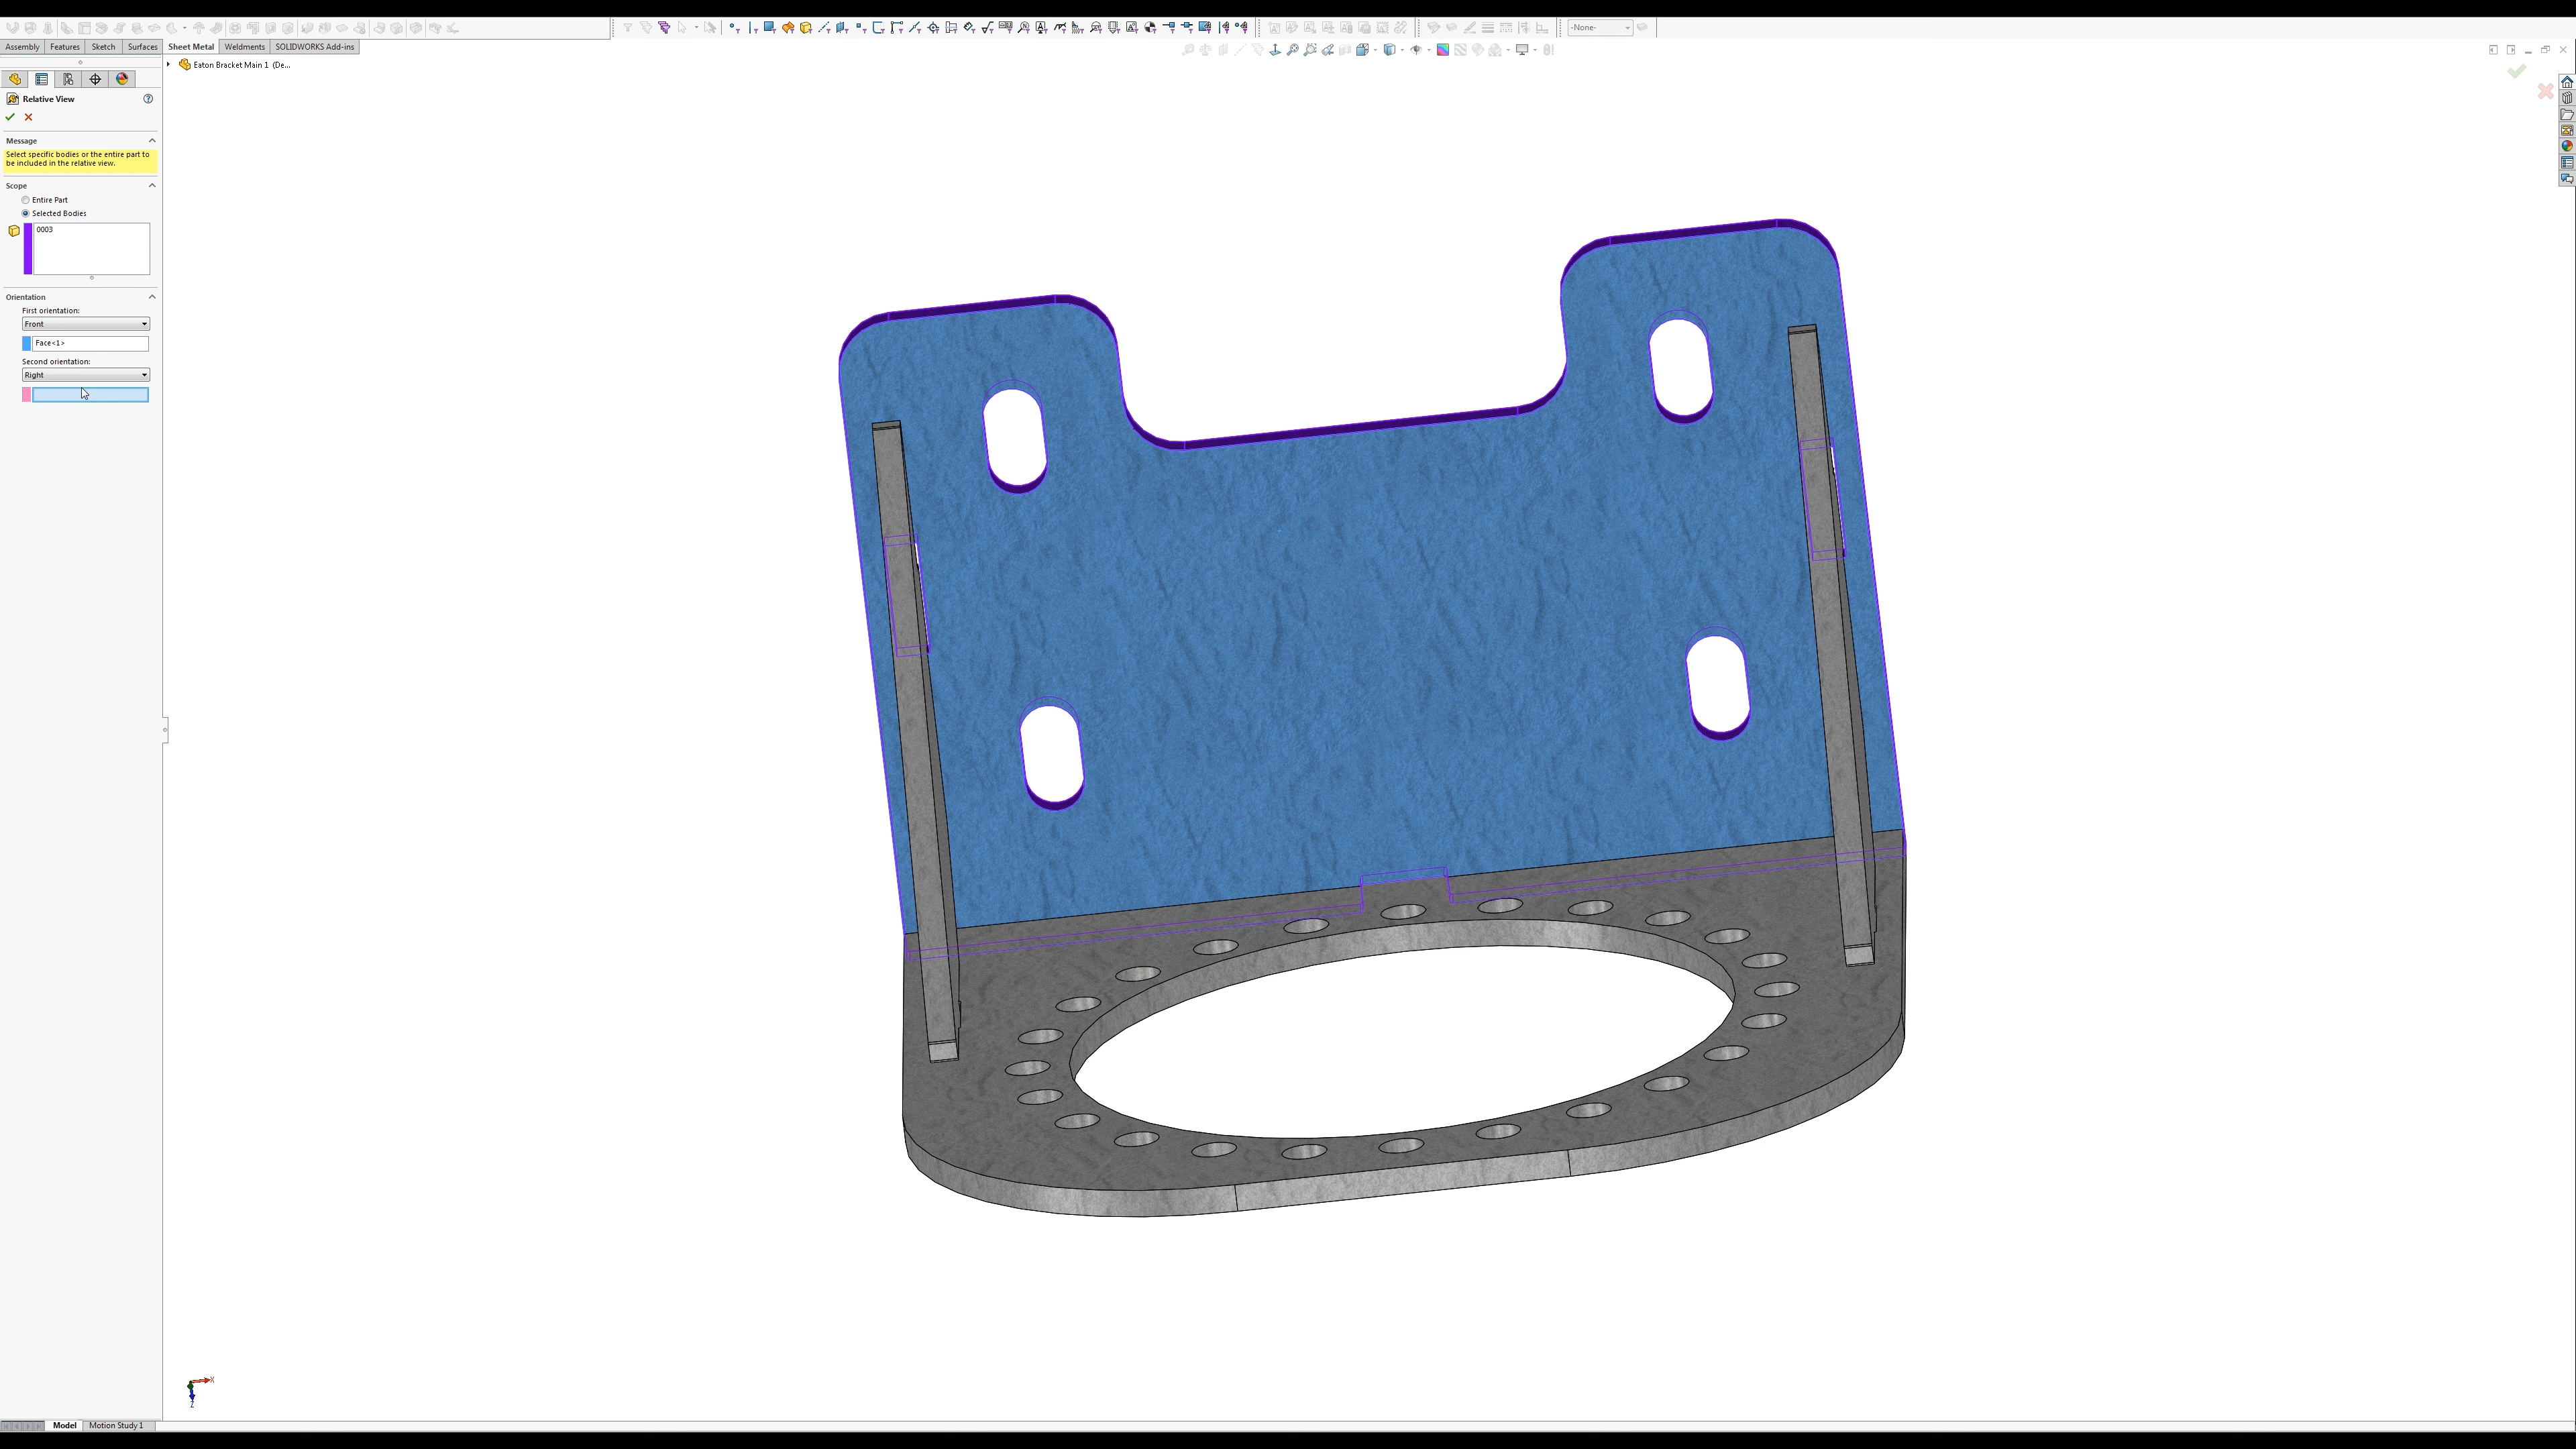 -None-
Assembly Features Sketch Surfaces Sheet Metal Weldments SOLIDWORKS Add-ins
Eaton Bracket Main 1 (De...
Relative View
Message
Select specific bodies or the entire part to
be included in the relative view.
Scope
Entire Part
Selected Bodies
0003
Orientation
First orientation:
Front
Face<1>
Second orientation:
Right
X
Z
Model Motion Study 1